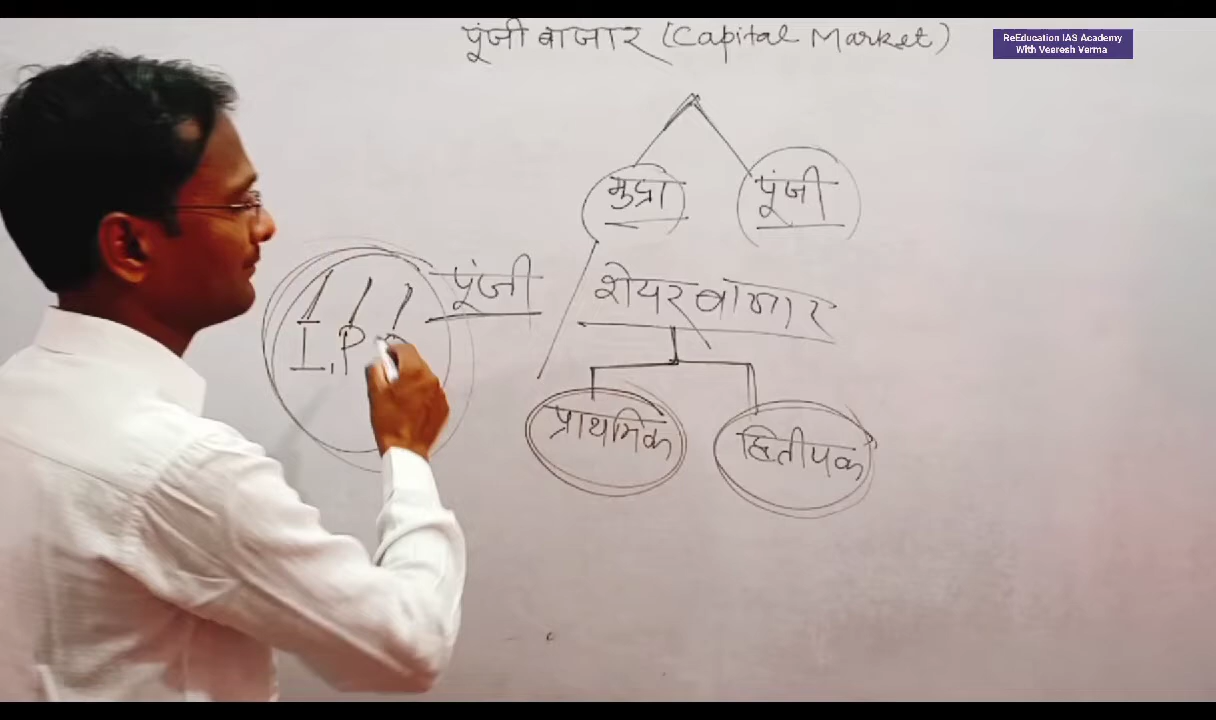 पूंजी बाजार (Capital Market)
ReEducation IAS Academy
With Veeresh Verma
मुद्रा
पूंजी
पूंजी
शेयर बाजार
I.P
प्राथमिक
द्वितीयक